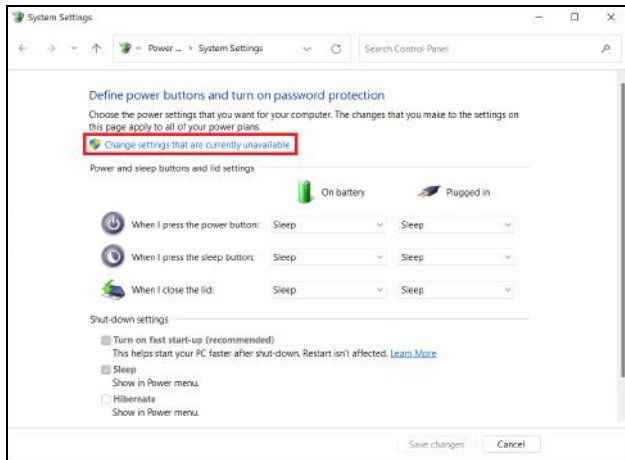 System Settings
Power ... System Settings
Search Control Panel
Define power buttons and turn on password protection
Choose the power settings that you want for your computer. The changes that you make to the settings on
this page apply to all of your power plans.
Change settings that are currently unavailable
Power and sleep buttons and lid settings
On battery Plugged in
When I press the power button: Sleep Sleep
When I press the sleep button: Sleep Sleep
When I close the lid: Sleep Sleep
Shut-down settings
Turn on fast start-up (recommended)
This helps start your PC faster after shut-down. Restart isn't affected. Learn More
Sleep
Show in Power menu.
Hibernate
Show in Power menu.
Save changes Cancel